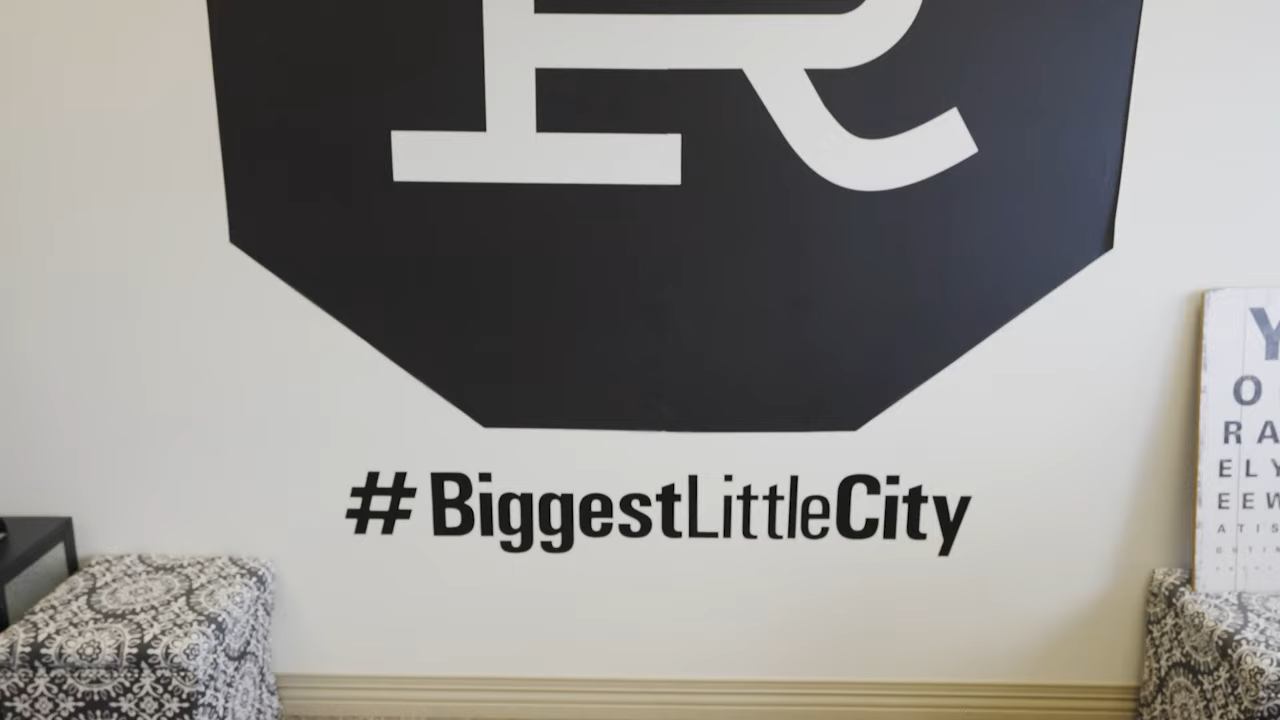 R
#BiggestLittleCity
Y
O
R A
E L Y
E E W
A T I S